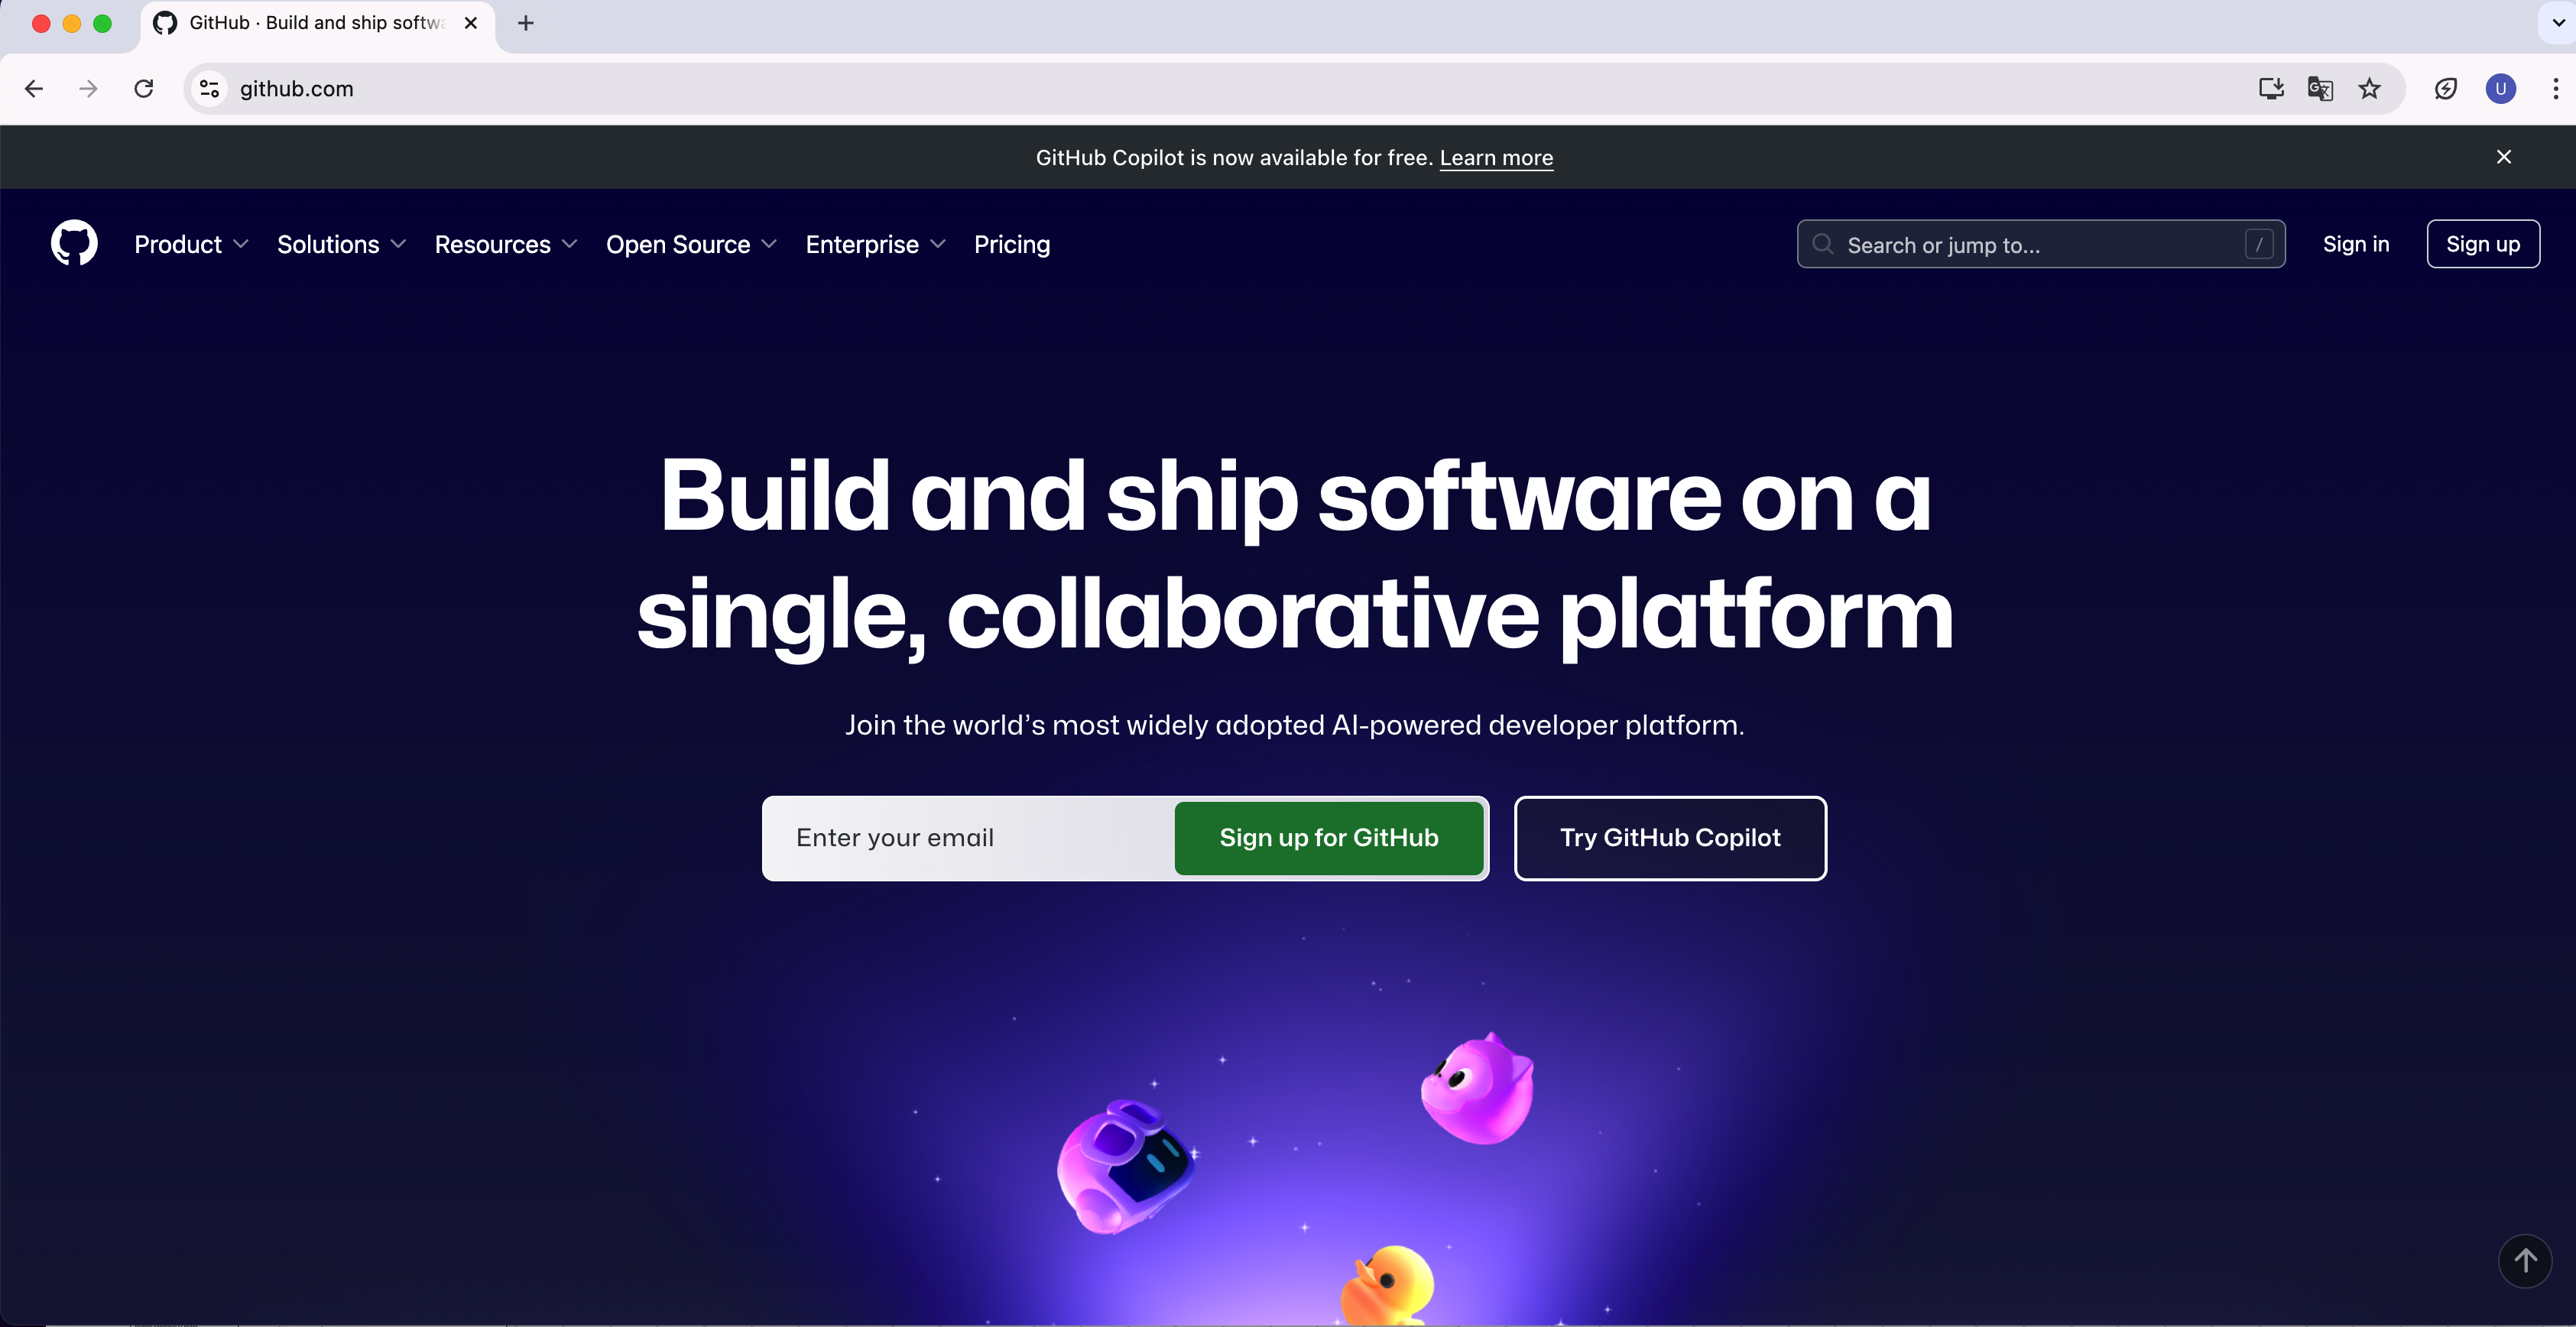 GitHub · Build and ship softw
github.com
U
GitHub Copilot is now available for free. Learn more
Product Solutions Resources Open Source Enterprise Pricing Search or jump to... / Sign in Sign up
Build and ship software on a
single, collaborative platform
Join the world’s most widely adopted AI-powered developer platform.
Enter your email Sign up for GitHub Try GitHub Copilot